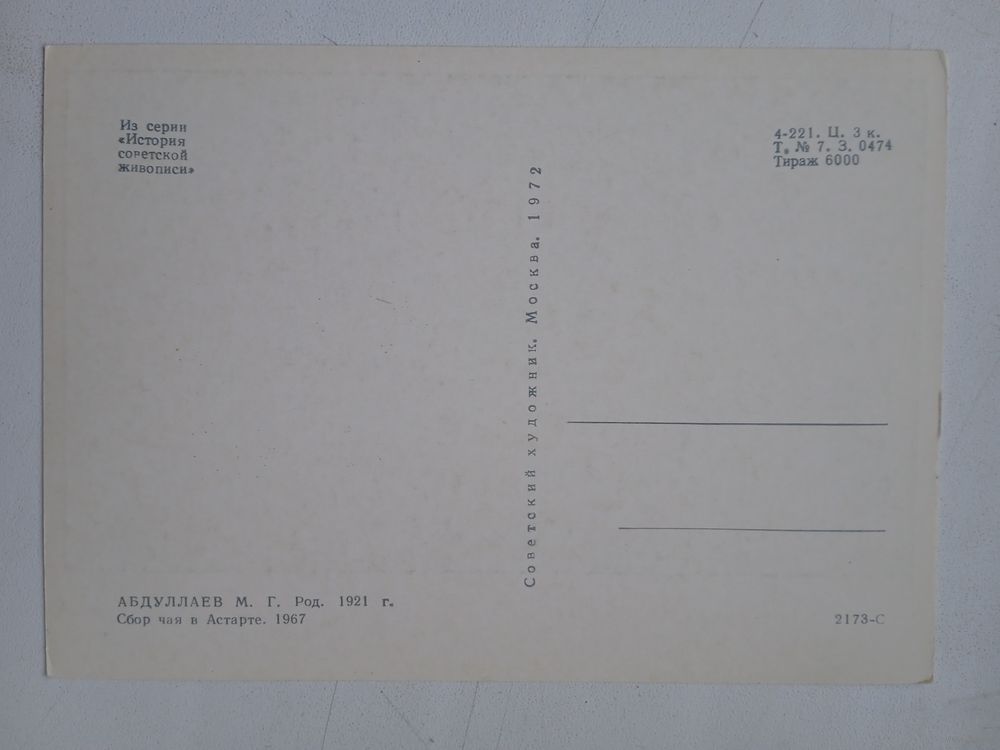 Из серии
«История
советской
живописи»
4-221. Ц. 3 к.
Т. № 7. З. 0474
Тираж 6000
Советский художник. Москва. 1972
АБДУЛЛАЕВ М. Г. Род. 1921 г.
Сбор чая в Астарте. 1967
2173-С